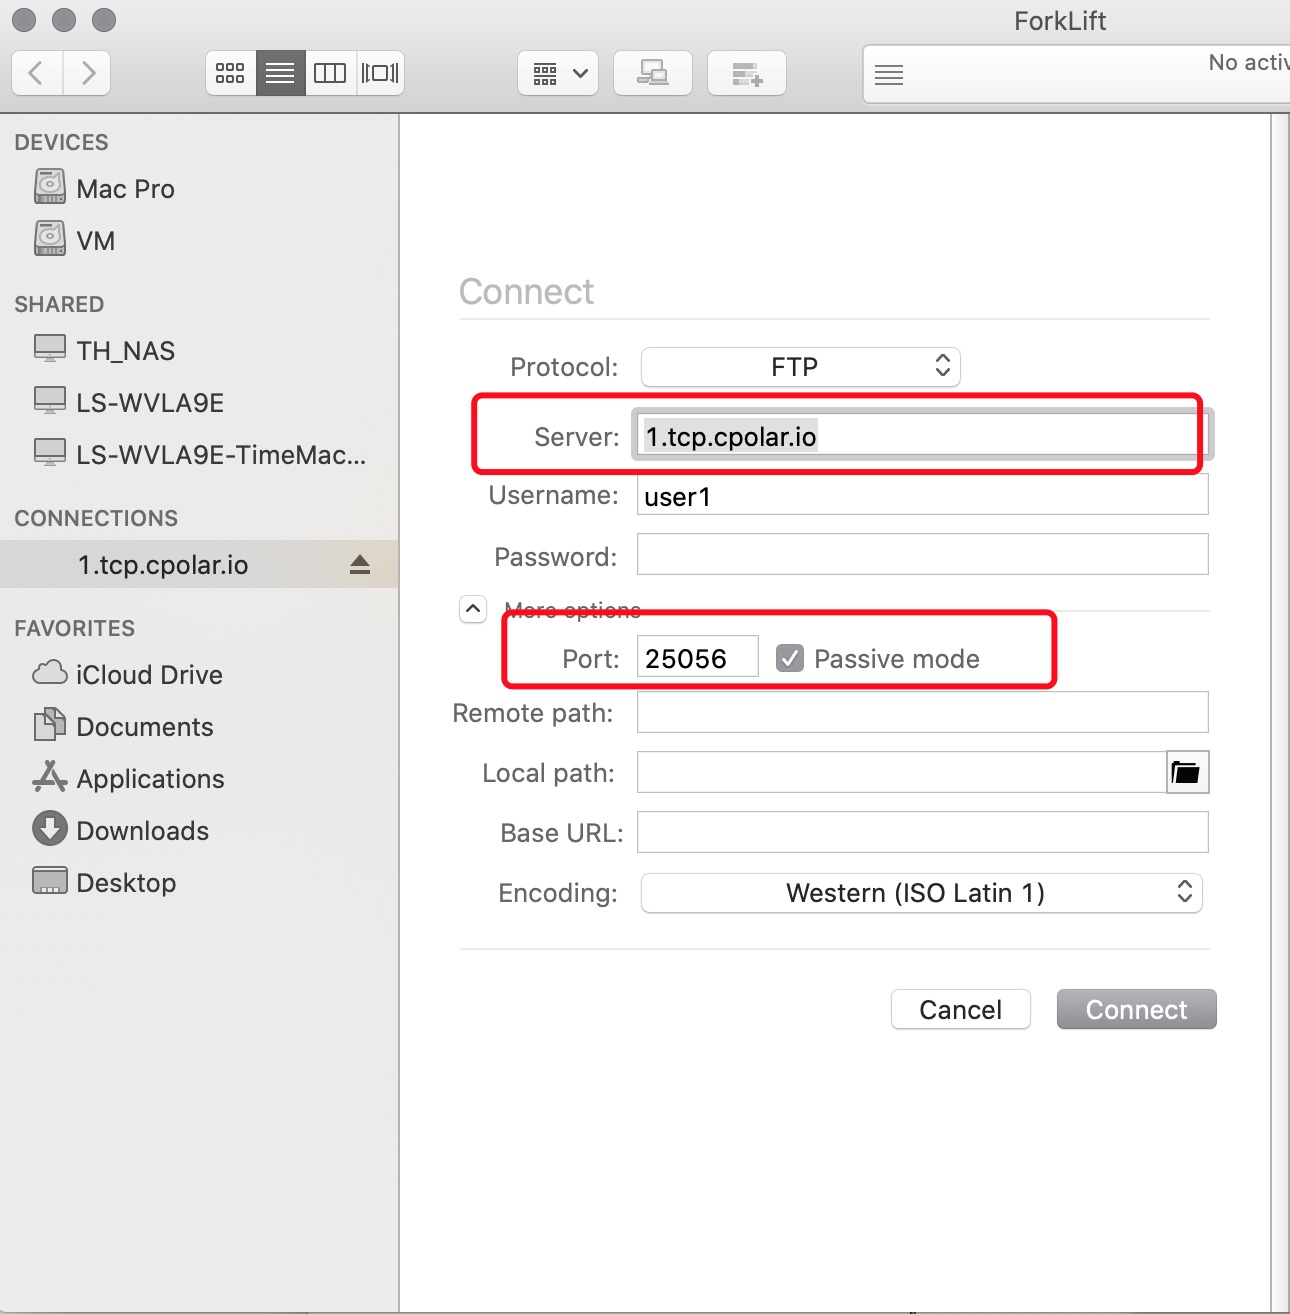 ForkLift
No activ
DEVICES
Mac Pro
VM
SHARED
TH_NAS
LS-WVLA9E
LS-WVLA9E-TimeMac...
CONNECTIONS
1.tcp.cpolar.io
FAVORITES
iCloud Drive
Documents
Applications
Downloads
Desktop
Connect
Protocol: FTP
Server: 1.tcp.cpolar.io
Username: user1
Password:
More options
Port: 25056 Passive mode
Remote path:
Local path:
Base URL:
Encoding: Western (ISO Latin 1)
Cancel Connect